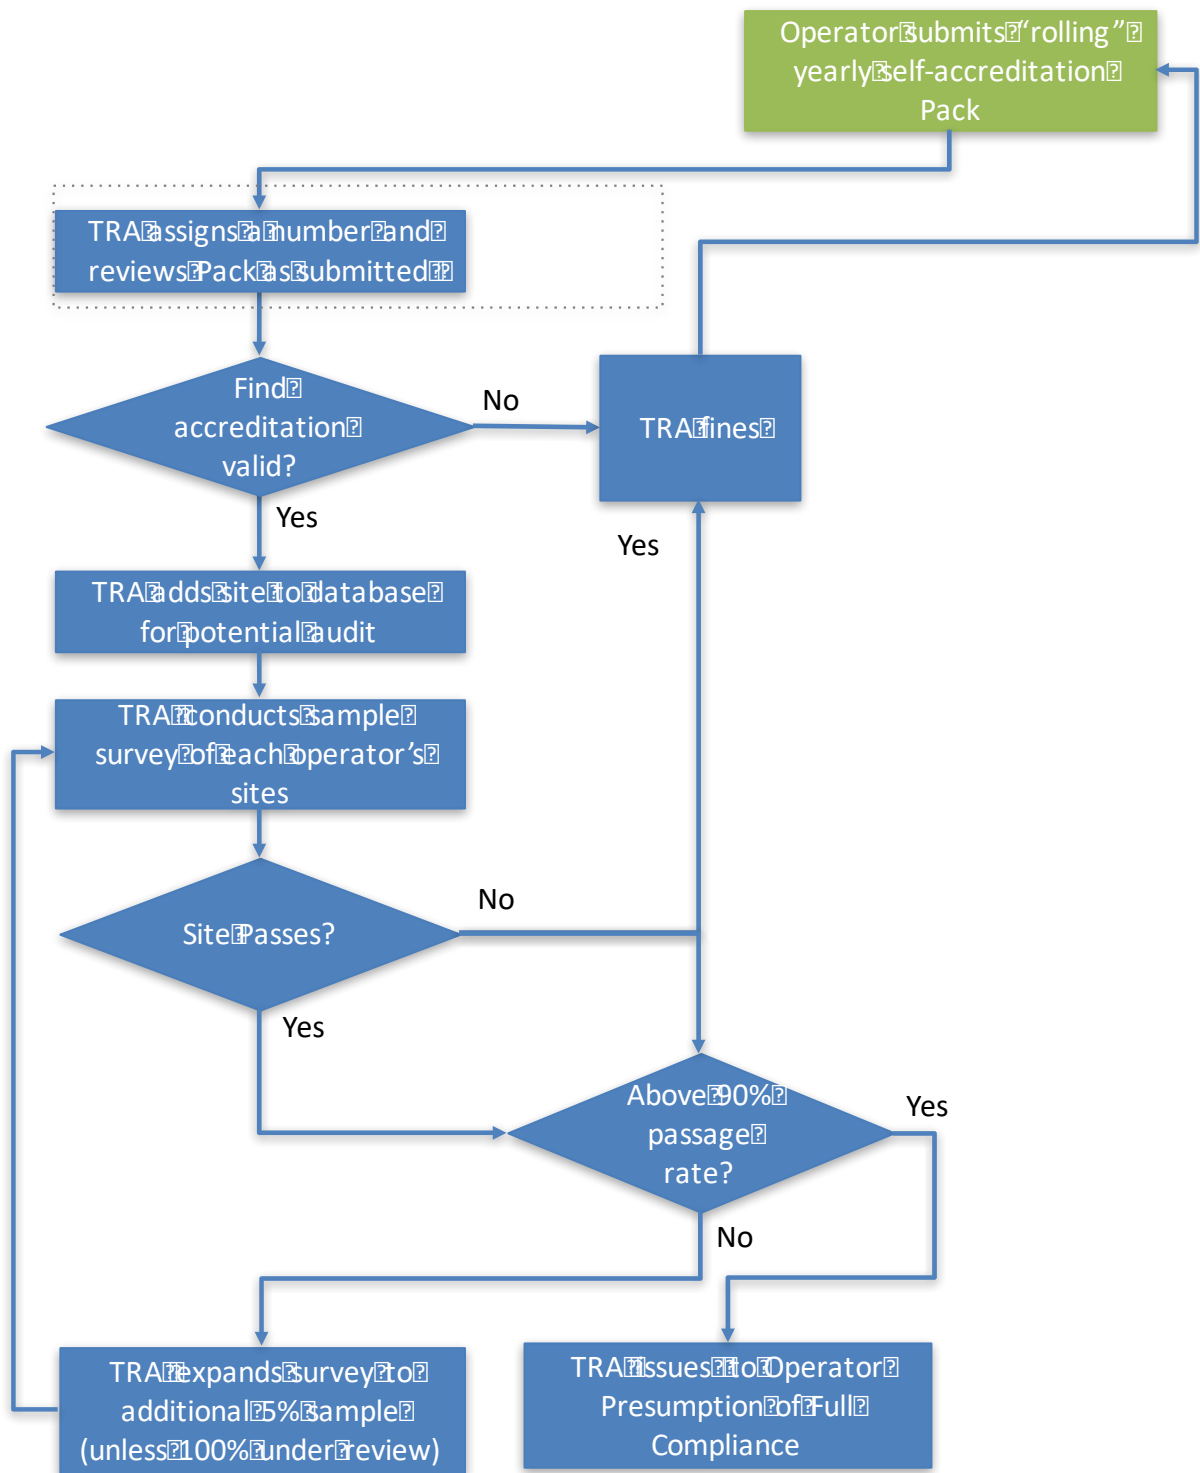 Operator submits “rolling”
yearly self-accreditation
Pack
TRA assigns a number and
reviews Pack as submitted
Find
accreditation
valid?
No
TRA fines
Yes
Yes
TRA adds site to database
for potential audit
TRA conducts sample
survey of each operator’s
sites
Site Passes?
No
Yes
Above 90%
passage
rate?
Yes
No
TRA expands survey to
additional 5% sample
(unless 100% under review)
TRA issues to Operator
Presumption of Full
Compliance